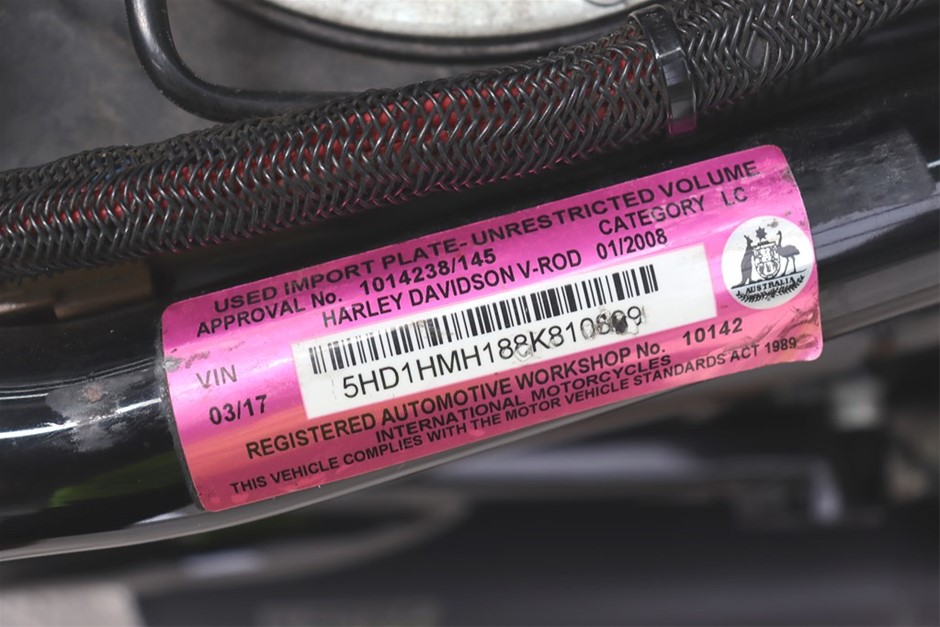 USED IMPORT PLATE- UNRESTRICTED VOLUME
APPROVAL No. 1014238/145 CATEGORY LC
HARLEY DAVIDSON V-ROD 01/2008
VIN
03/17
AUSTRALIA
REGISTERED AUTOMOTIVE WORKSHOP No. 10142
INTERNATIONAL MOTORCYCLES
THIS VEHICLE COMPLIES WITH THE MOTOR VEHICLE STANDARDS ACT 1989